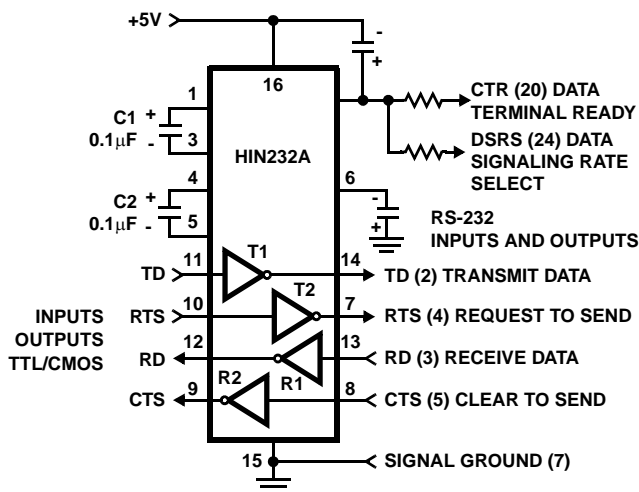 +5V
-
+
16
1
CTR (20) DATA
TERMINAL READY
C1
+
0.1μF
-
3
HIN232A
DSRS (24) DATA
SIGNALING RATE
SELECT
4
6
C2
+
0.1μF
-
5
-
+
RS-232
INPUTS AND OUTPUTS
T1
TD
11
14
TD (2) TRANSMIT DATA
T2
INPUTS
OUTPUTS
TTL/CMOS
RTS
10
7
RTS (4) REQUEST TO SEND
RD
12
13
RD (3) RECEIVE DATA
R1
R2
CTS
9
8
CTS (5) CLEAR TO SEND
15
SIGNAL GROUND (7)